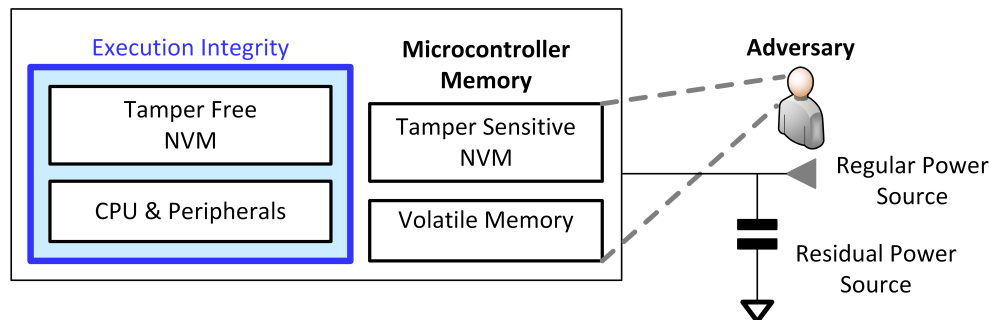 Execution Integrity
Tamper Free
NVM
CPU & Peripherals
Microcontroller
Memory
Tamper Sensitive
NVM
Volatile Memory
Adversary
Regular Power
Source
Residual Power
Source